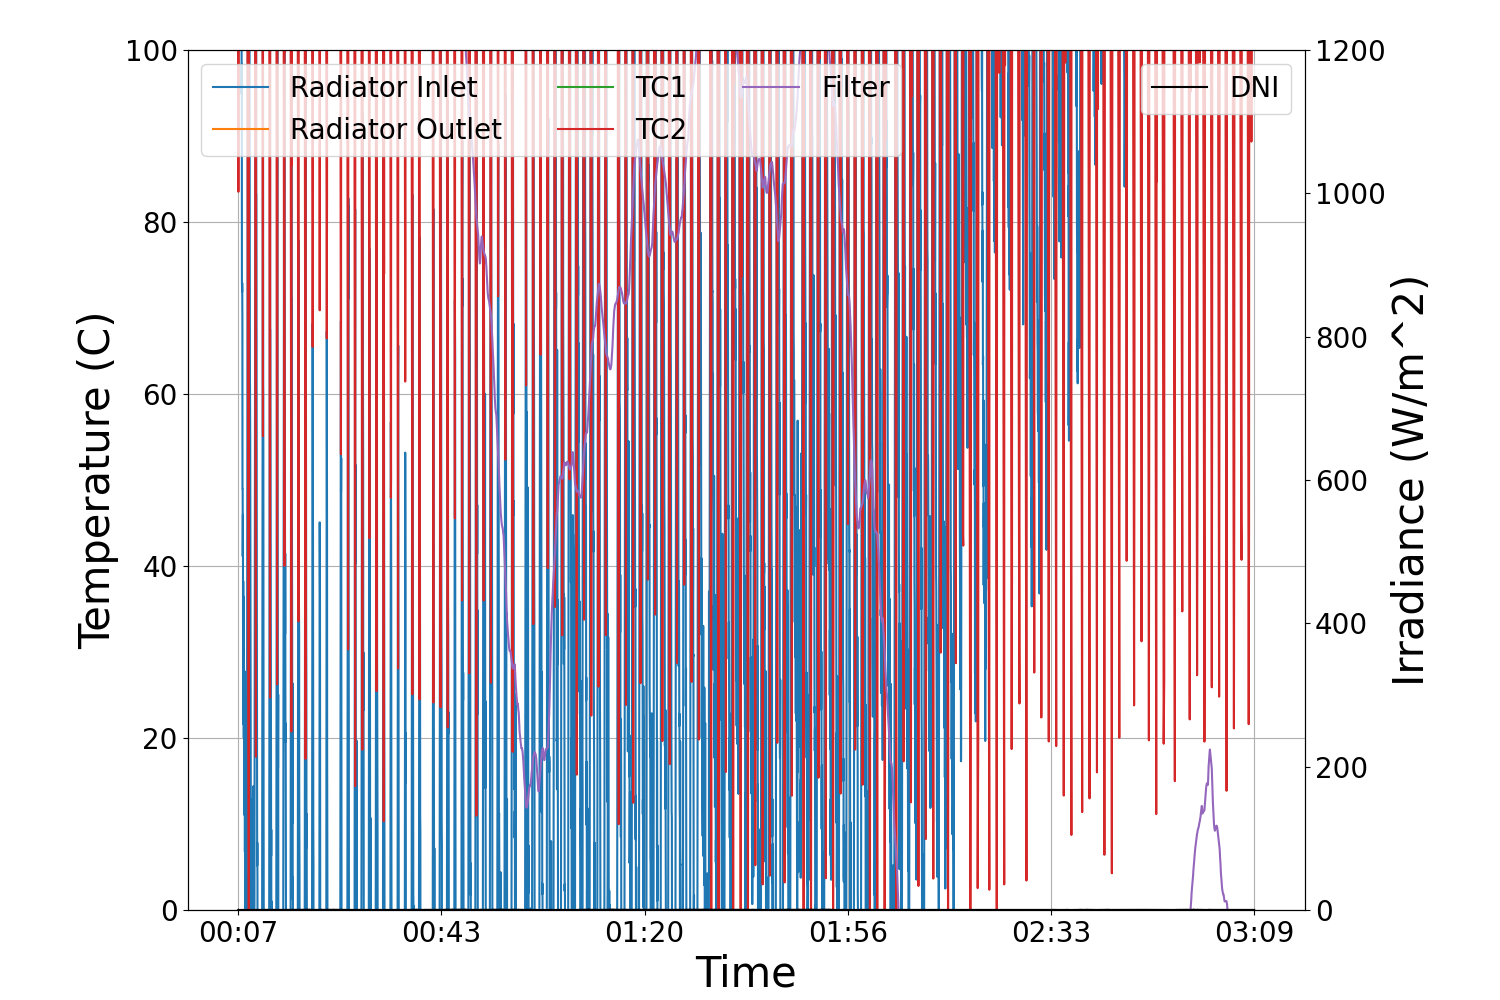 100
80
60
40
20
0
Temperature (C)
Radiator Inlet
Radiator Outlet
TC1
TC2
Filter
DNI
1200
1000
800
600
400
200
0
Irradiance (W/m^2)
00:07
00:43
01:20
01:56
02:33
03:09
Time